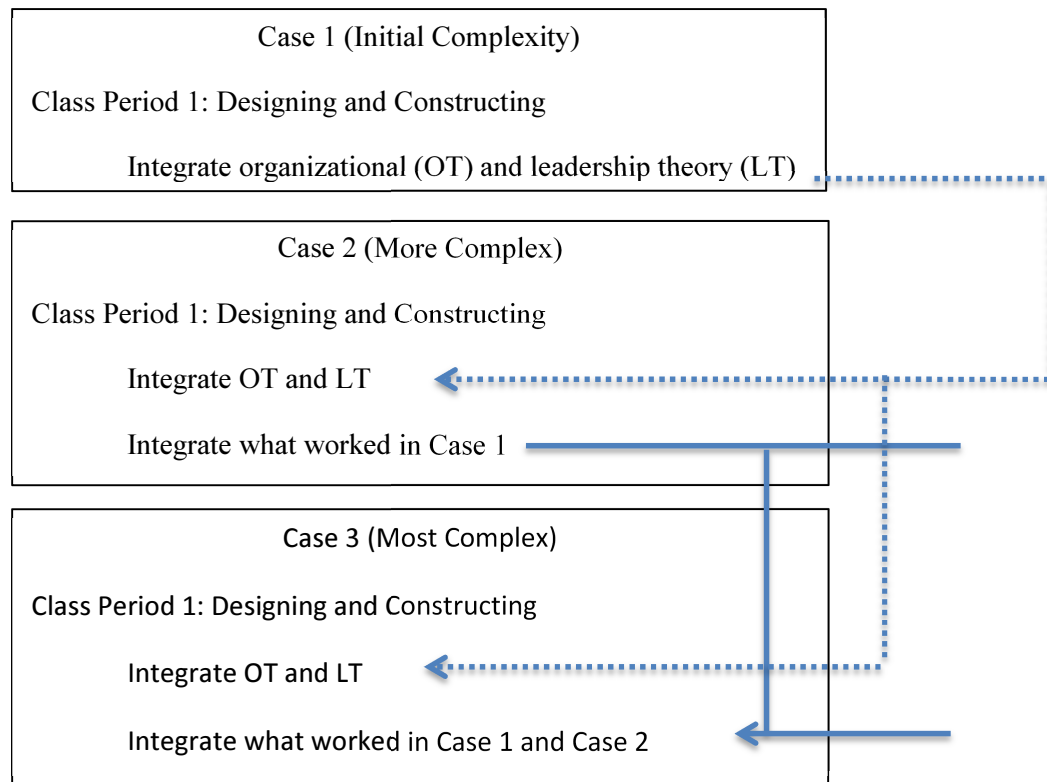 Case 1 (Initial Complexity)
Class Period 1: Designing and Constructing
Integrate organizational (OT) and leadership theory (LT)
Case 2 (More Complex)
Class Period 1: Designing and Constructing
Integrate OT and LT
Integrate what worked in Case 1
Case 3 (Most Complex)
Class Period 1: Designing and Constructing
Integrate OT and LT
Integrate what worked in Case 1 and Case 2